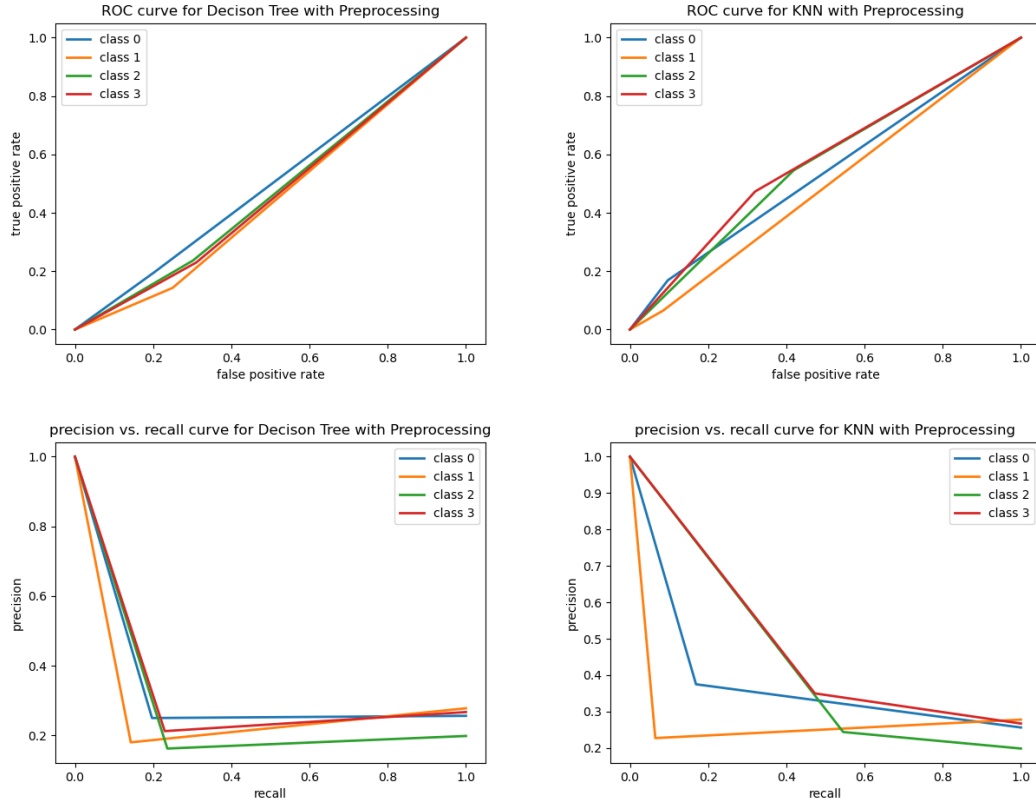 ROC curve for Decison Tree with Preprocessing
1.0
0.8
0.6
0.4
0.2
0.0
true positive rate
class 0
class 1
class 2
class 3
0.0 0.2 0.4 0.6 0.8 1.0
false positive rate
ROC curve for KNN with Preprocessing
1.0
0.8
0.6
0.4
0.2
0.0
true positive rate
class 0
class 1
class 2
class 3
0.0 0.2 0.4 0.6 0.8 1.0
false positive rate
precision vs. recall curve for Decison Tree with Preprocessing
1.0
0.8
0.6
0.4
0.2
precision
class 0
class 1
class 2
class 3
0.0 0.2 0.4 0.6 0.8 1.0
recall
precision vs. recall curve for KNN with Preprocessing
1.0
0.9
0.8
0.7
0.6
0.5
0.4
0.3
0.2
precision
class 0
class 1
class 2
class 3
0.0 0.2 0.4 0.6 0.8 1.0
recall